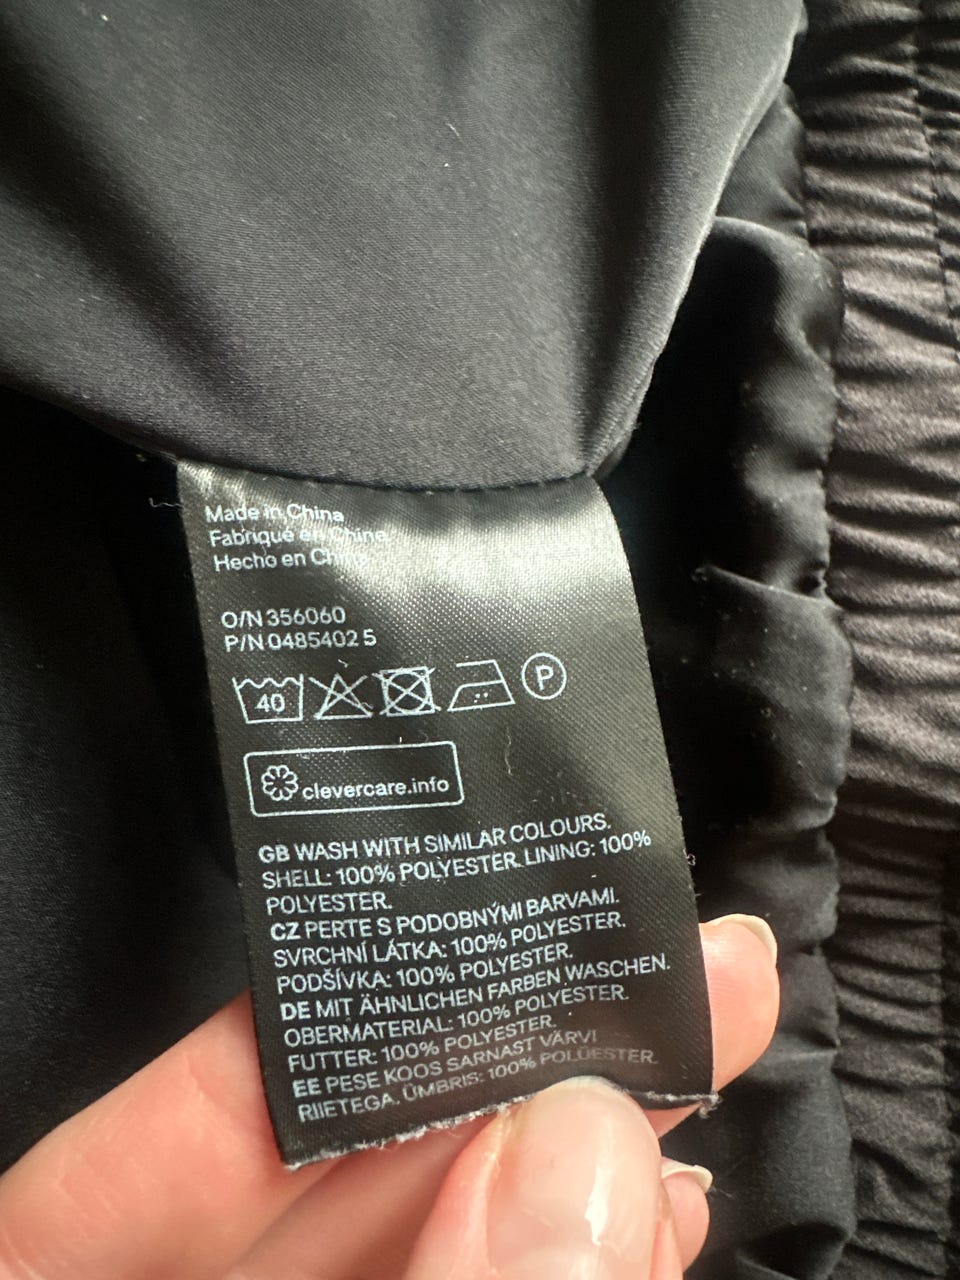 Made in China
Fabriqué en Chine
Hecho en China
O/N 356060
P/N 0485402 5
40 P
clevercare.info
GB WASH WITH SIMILAR COLOURS.
SHELL: 100% POLYESTER. LINING: 100%
POLYESTER.
CZ PERTE S PODOBNÝMI BARVAMI.
SVRCHNÍ LÁTKA: 100% POLYESTER.
PODŠÍVKA: 100% POLYESTER.
DE MIT ÄHNLICHEN FARBEN WASCHEN.
OBERMATERIAL: 100% POLYESTER.
FUTTER: 100% POLYESTER.
EE PESE KOOS SARNAST VÄRVI
RIIETEGA. ÜMBRIS: 100% POLÜESTER.